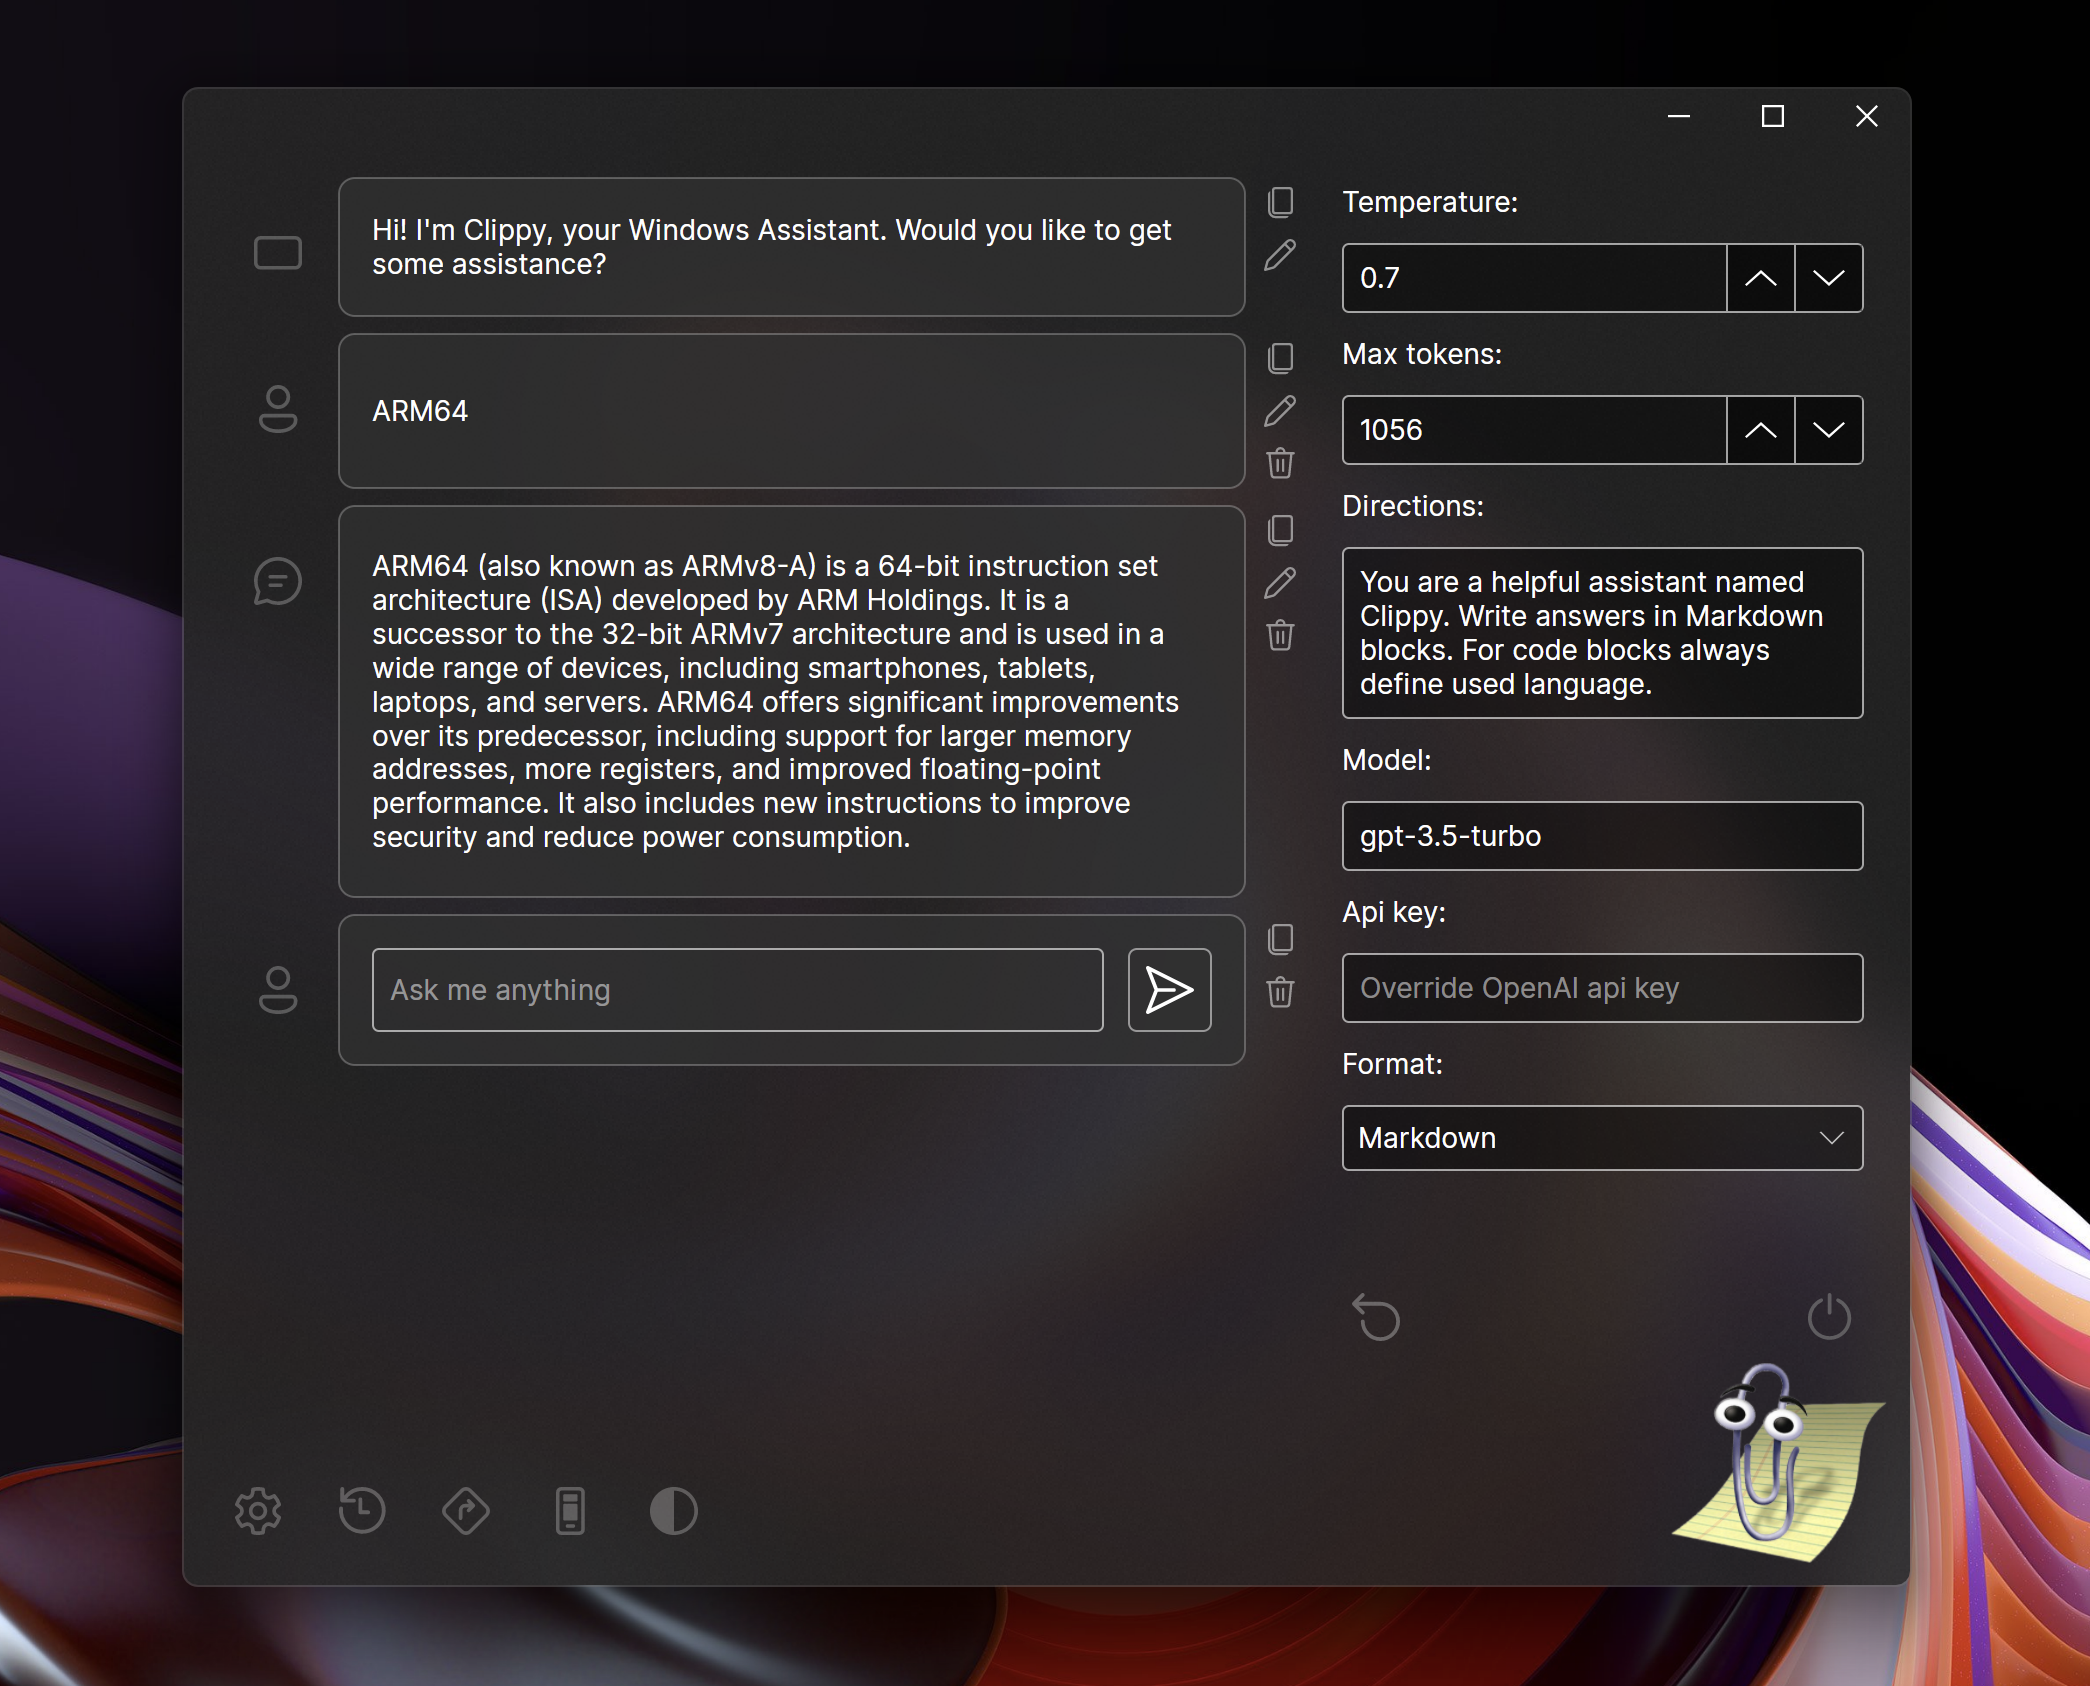 Hi! I'm Clippy, your Windows Assistant. Would you like to get
some assistance?
ARM64
ARM64 (also known as ARMv8-A) is a 64-bit instruction set
architecture (ISA) developed by ARM Holdings. It is a
successor to the 32-bit ARMv7 architecture and is used in a
wide range of devices, including smartphones, tablets,
laptops, and servers. ARM64 offers significant improvements
over its predecessor, including support for larger memory
addresses, more registers, and improved floating-point
performance. It also includes new instructions to improve
security and reduce power consumption.
Ask me anything
Temperature:
0.7
Max tokens:
1056
Directions:
You are a helpful assistant named
Clippy. Write answers in Markdown
blocks. For code blocks always
define used language.
Model:
gpt-3.5-turbo
Api key:
Override OpenAI api key
Format:
Markdown